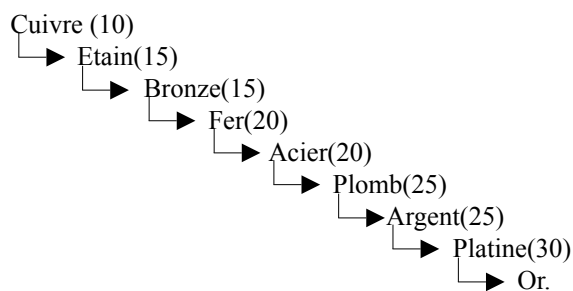 Cuivre (10)
Etain(15)
Bronze(15)
Fer(20)
Acier(20)
Plomb(25)
Argent(25)
Platine(30)
Or.